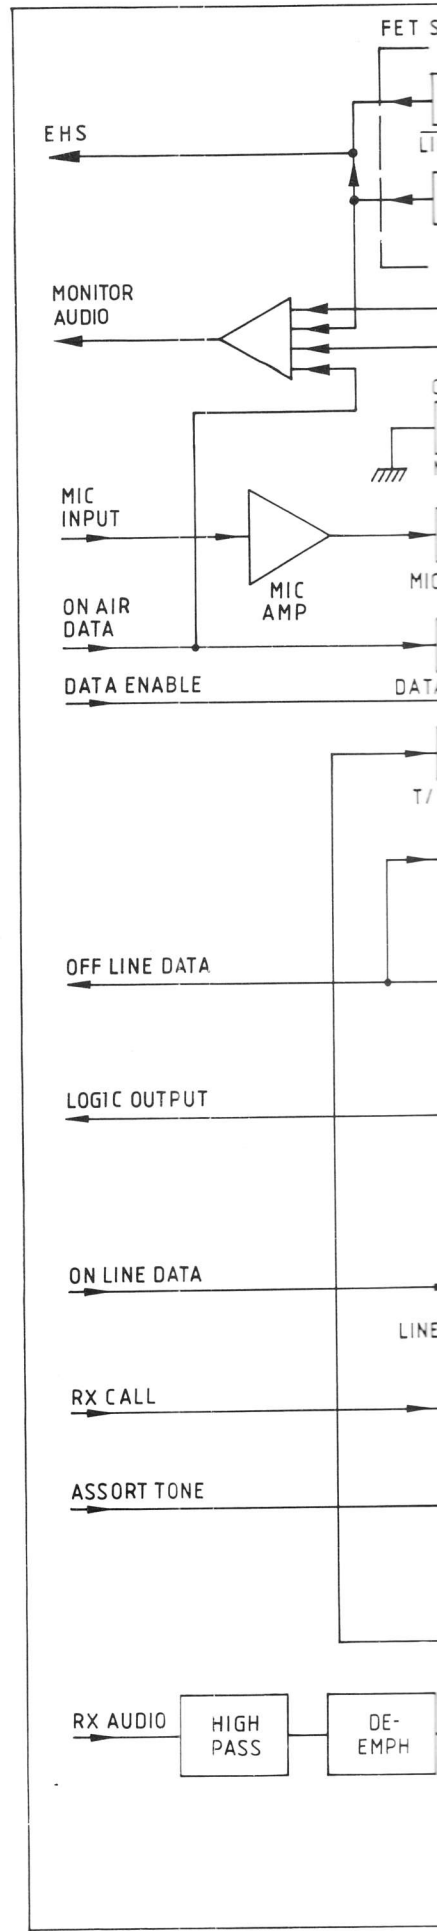 FET
EHS
MONITOR
AUDIO
MIC
INPUT
MIC
AMP
ON AIR
DATA
DATA ENABLE
OFF LINE DATA
LOGIC OUTPUT
ON LINE DATA
LINE
RX CALL
ASSORT TONE
RX AUDIO
HIGH
PASS
DE-
EMPH